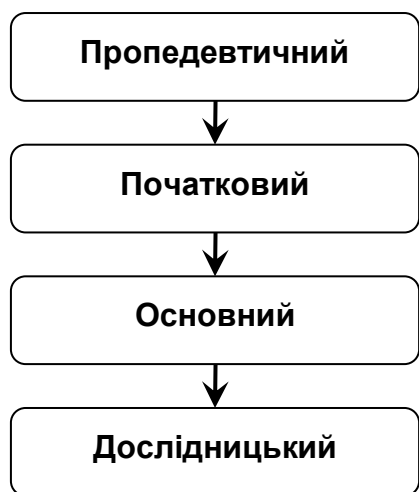 Пропедевтичний
Початковий
Основний
Дослідницький